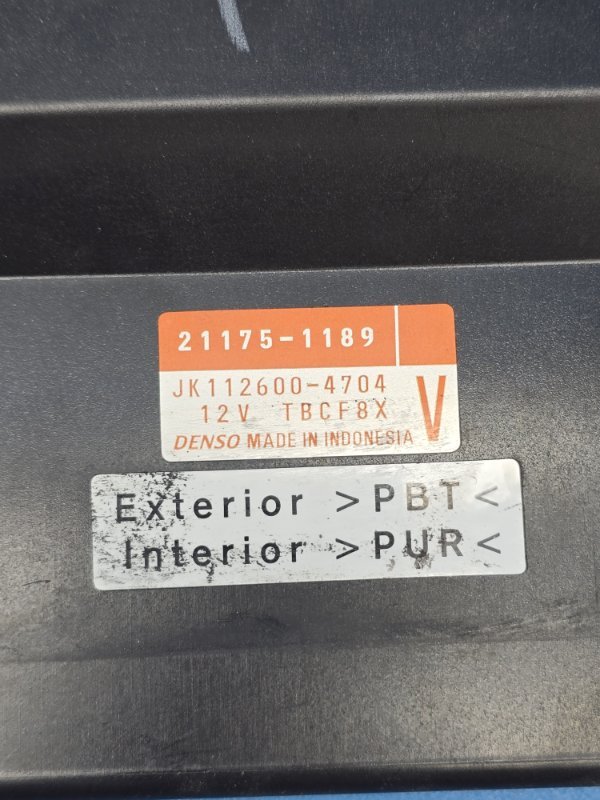 21175-1189
JK112600-4704
12V TBCF8X
V
DENSO MADE IN INDONESIA
Exterior >PBT<
Interior >PUR<